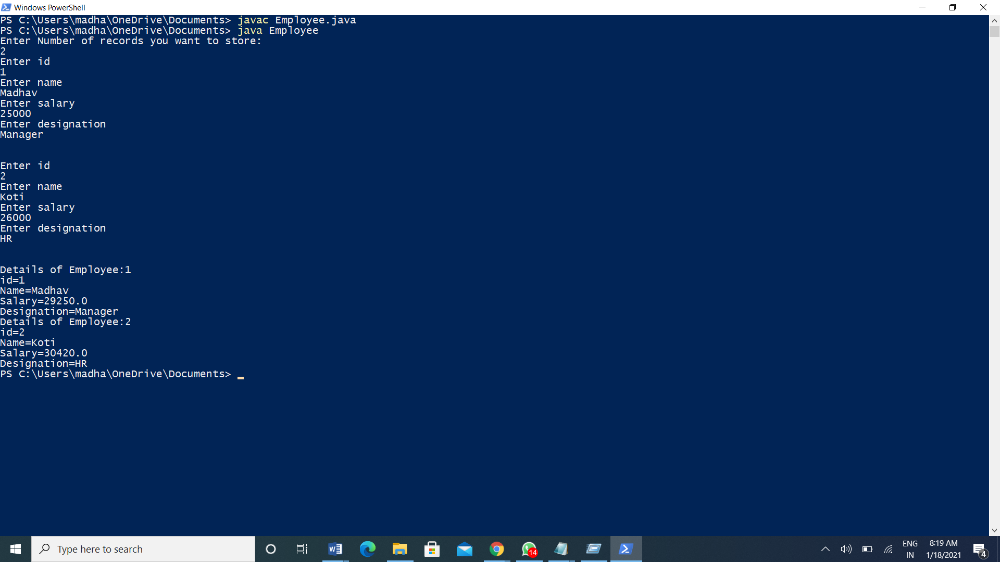 Windows PowerShell
PS C:\Users\madha\OneDrive\Documents> javac Employee.java
PS C:\Users\madha\OneDrive\Documents> java Employee
Enter Number of records you want to store:
2
Enter id
1
Enter name
Madhav
Enter salary
25000
Enter designation
Manager
Enter id
2
Enter name
Koti
Enter salary
26000
Enter designation
HR
Details of Employee:1
id=1
Name=Madhav
Salary=29250.0
Designation=Manager
Details of Employee:2
id=2
Name=Koti
Salary=30420.0
Designation=HR
PS C:\Users\madha\OneDrive\Documents>
Type here to search
14
ENG
IN
8:19 AM
1/18/2021
4